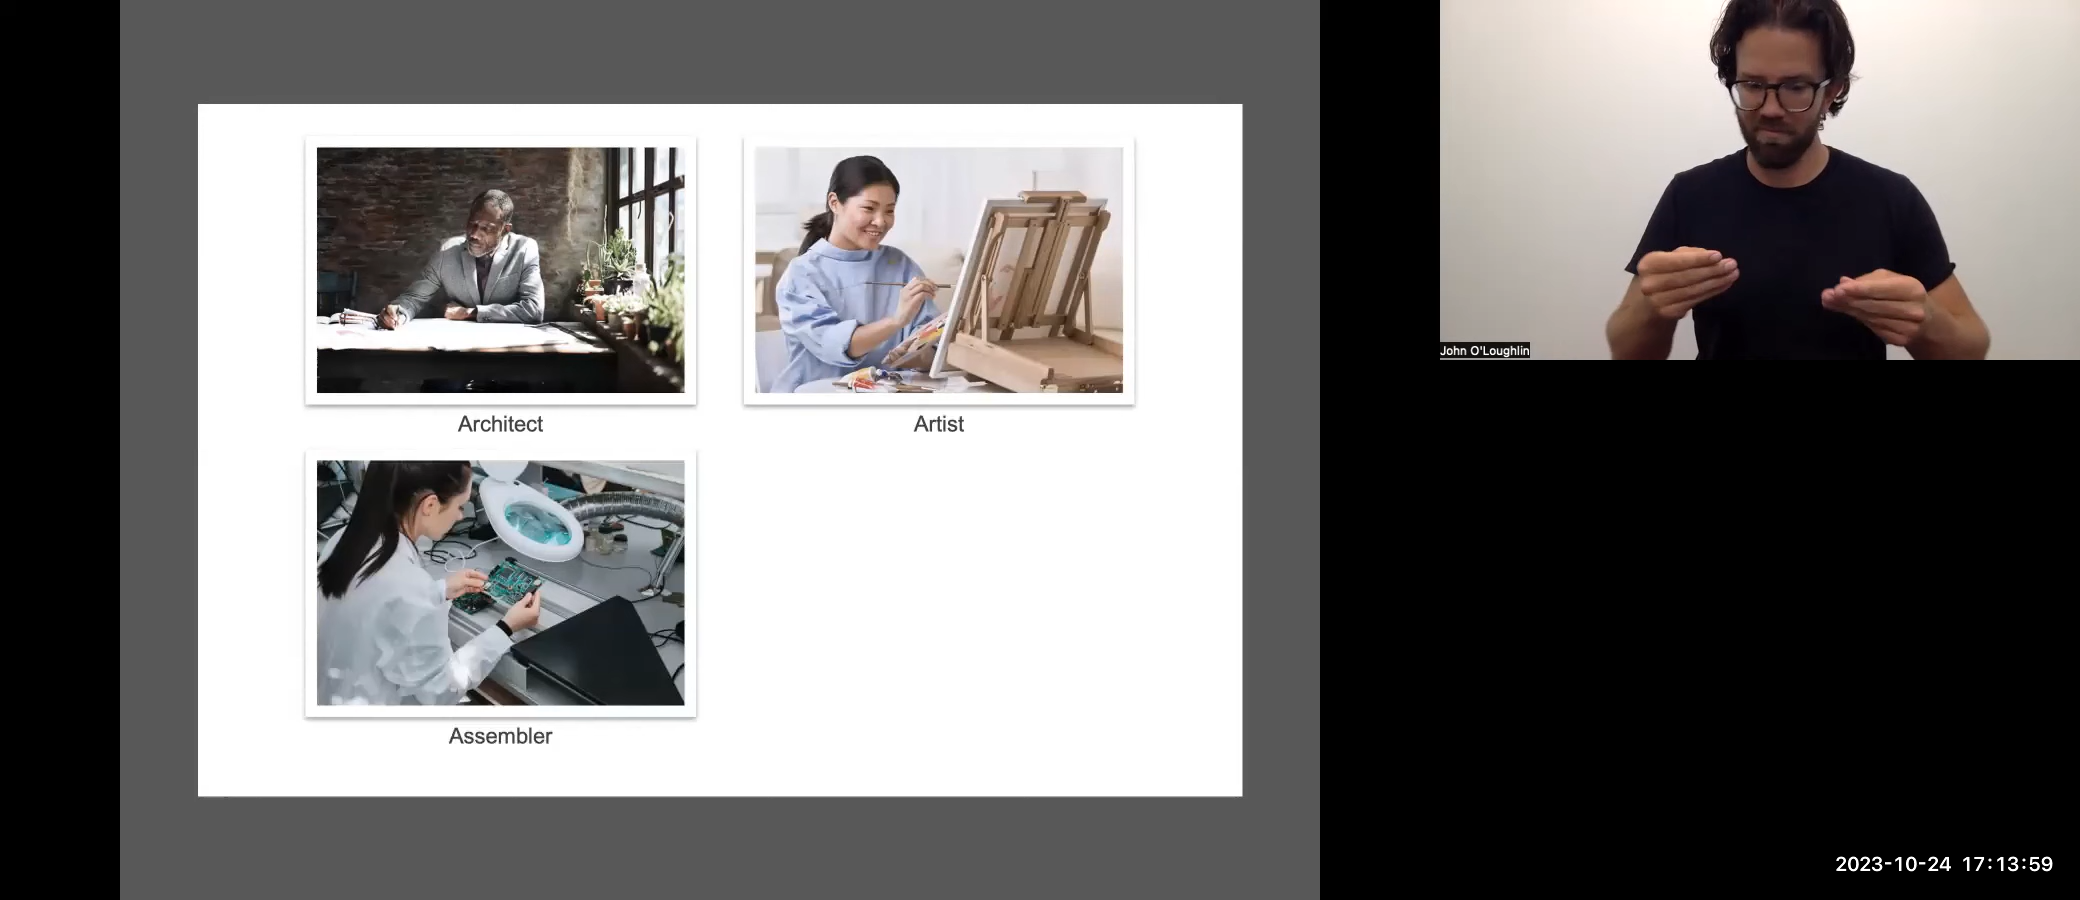 Architect
Artist
Assembler
John O'Loughlin
2023-10-24 17:13:59